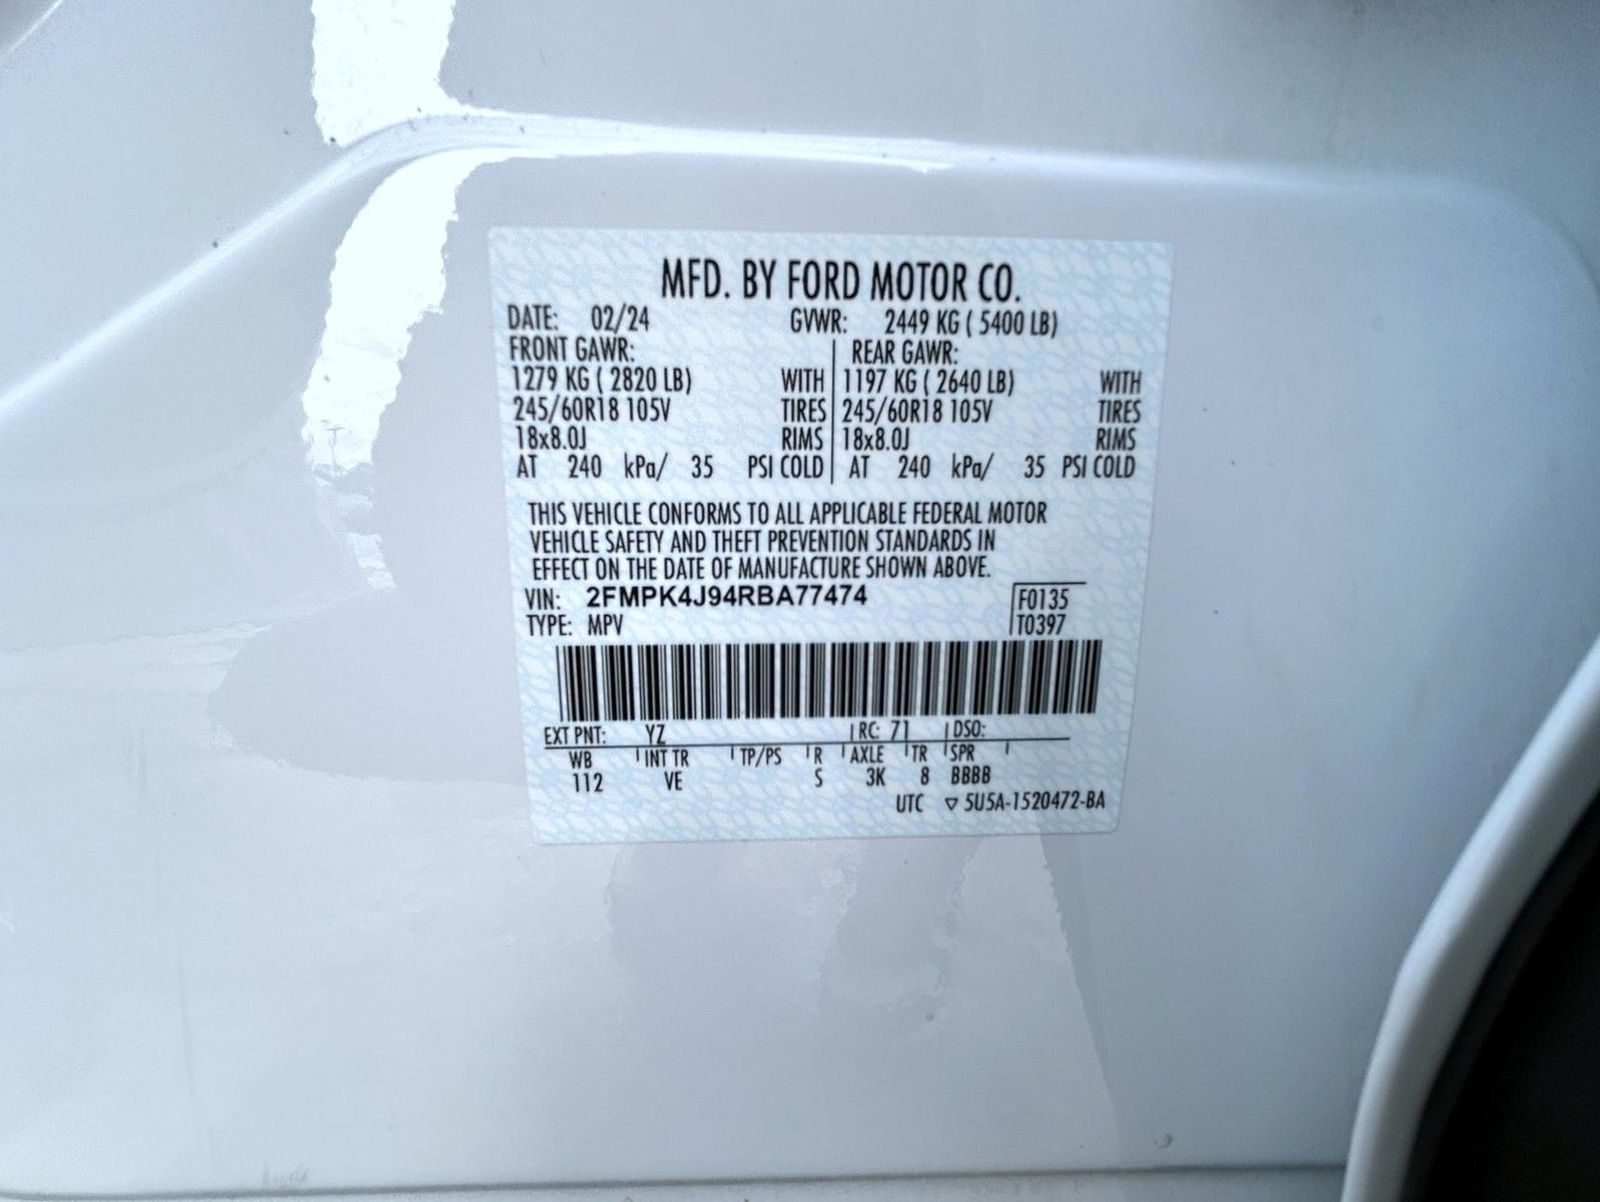 MFD. BY FORD MOTOR CO.
DATE: 02/24 GVWR: 2449 KG ( 5400 LB)
FRONT GAWR: REAR GAWR:
1279 KG ( 2820 LB) WITH 1197 KG ( 2640 LB) WITH
245/60R18 105V TIRES 245/60R18 105V TIRES
18x8.0J RIMS 18x8.0J RIMS
AT 240 kPa/ 35 PSI COLD AT 240 kPa/ 35 PSI COLD
THIS VEHICLE CONFORMS TO ALL APPLICABLE FEDERAL MOTOR
VEHICLE SAFETY AND THEFT PREVENTION STANDARDS IN
EFFECT ON THE DATE OF MANUFACTURE SHOWN ABOVE.
VIN: 2FMPK4J94RBA77474 F0135
TYPE: MPV T0397
EXT PNT: YZ RC: 71 DSO:
WB INT TR TP/PS R AXLE TR SPR
112 VE S 3K 8 BBBB
UTC ▽ 5U5A-1520472-BA